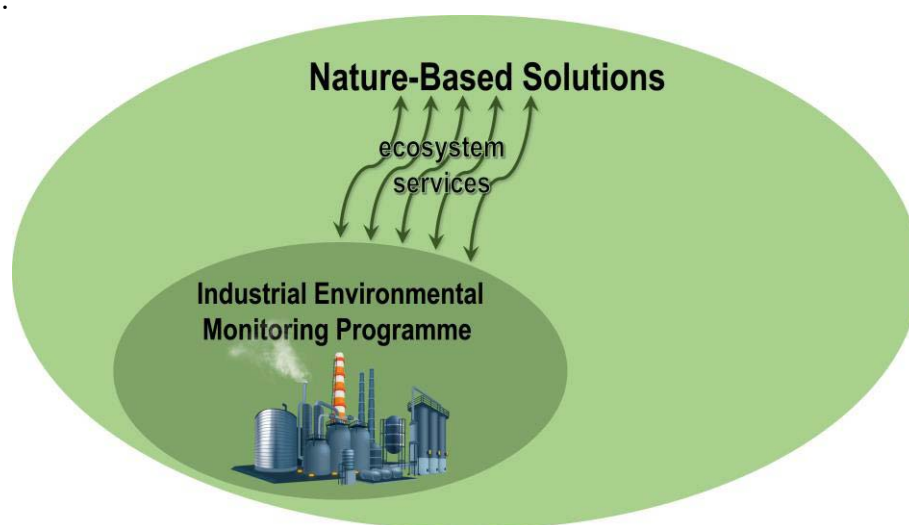 .
Nature-Based Solutions
ecosystem
services
Industrial Environmental
Monitoring Programme